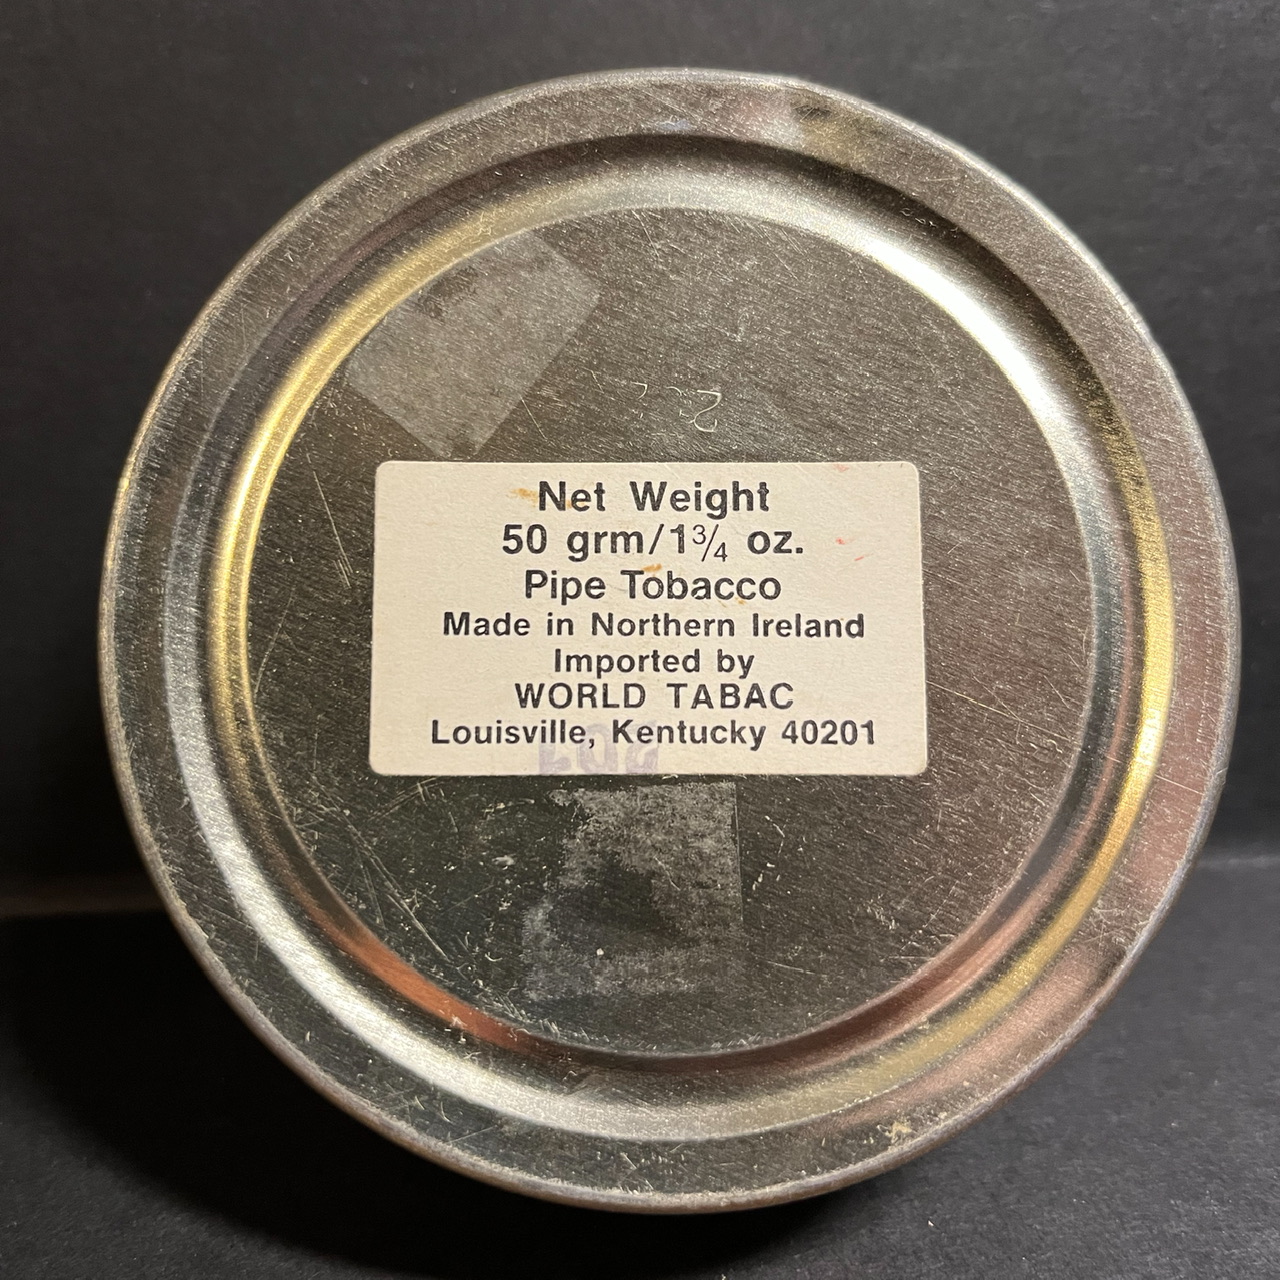 Net Weight
50 grm/1¾ oz.
Pipe Tobacco
Made in Northern Ireland
Imported by
WORLD TABAC
Louisville, Kentucky 40201